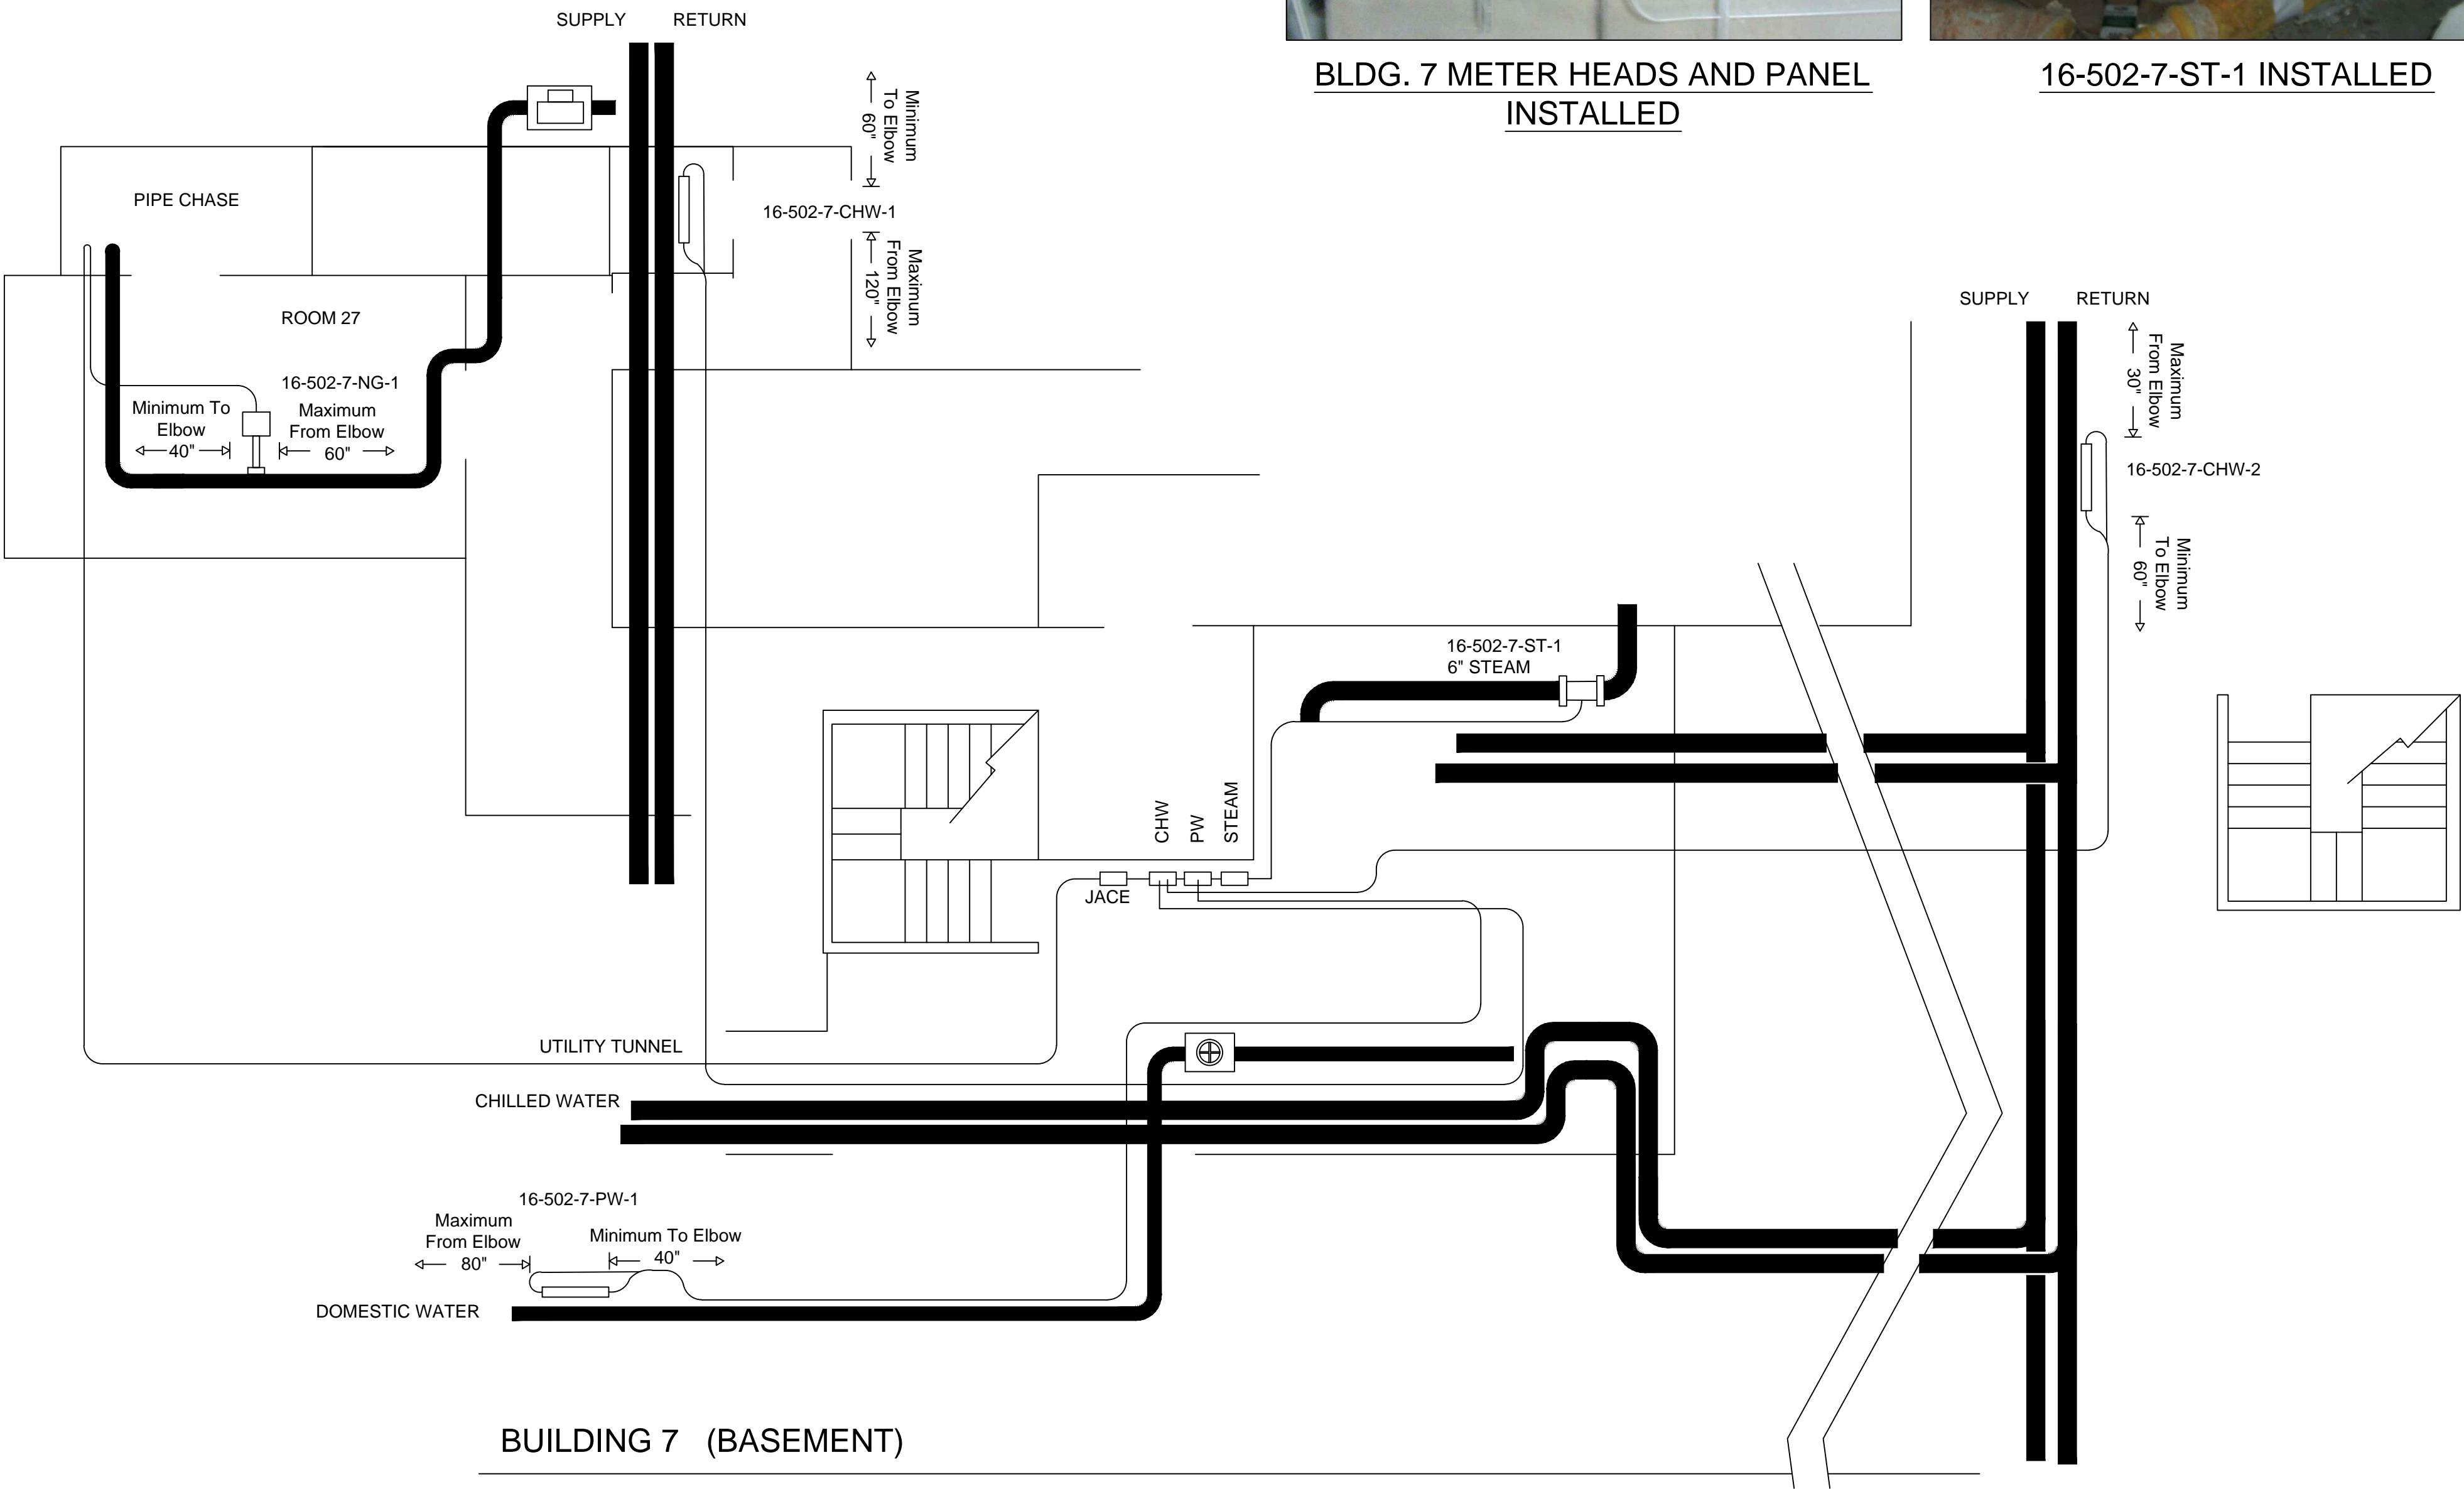 SUPPLY
RETURN
BLDG. 7 METER HEADS AND PANEL
INSTALLED
16-502-7-ST-1 INSTALLED
Minimum
To Elbow
60"
PIPE CHASE
16-502-7-CHW-1
Maximum
From Elbow
120"
ROOM 27
SUPPLY
RETURN
Maximum
From Elbow
30"
16-502-7-NG-1
Minimum To
Elbow
40"
Maximum
From Elbow
60"
16-502-7-CHW-2
Minimum
To Elbow
60"
16-502-7-ST-1
6" STEAM
CHW
PW
STEAM
JACE
UTILITY TUNNEL
CHILLED WATER
16-502-7-PW-1
Maximum
From Elbow
80"
Minimum To Elbow
40"
DOMESTIC WATER
BUILDING 7 (BASEMENT)